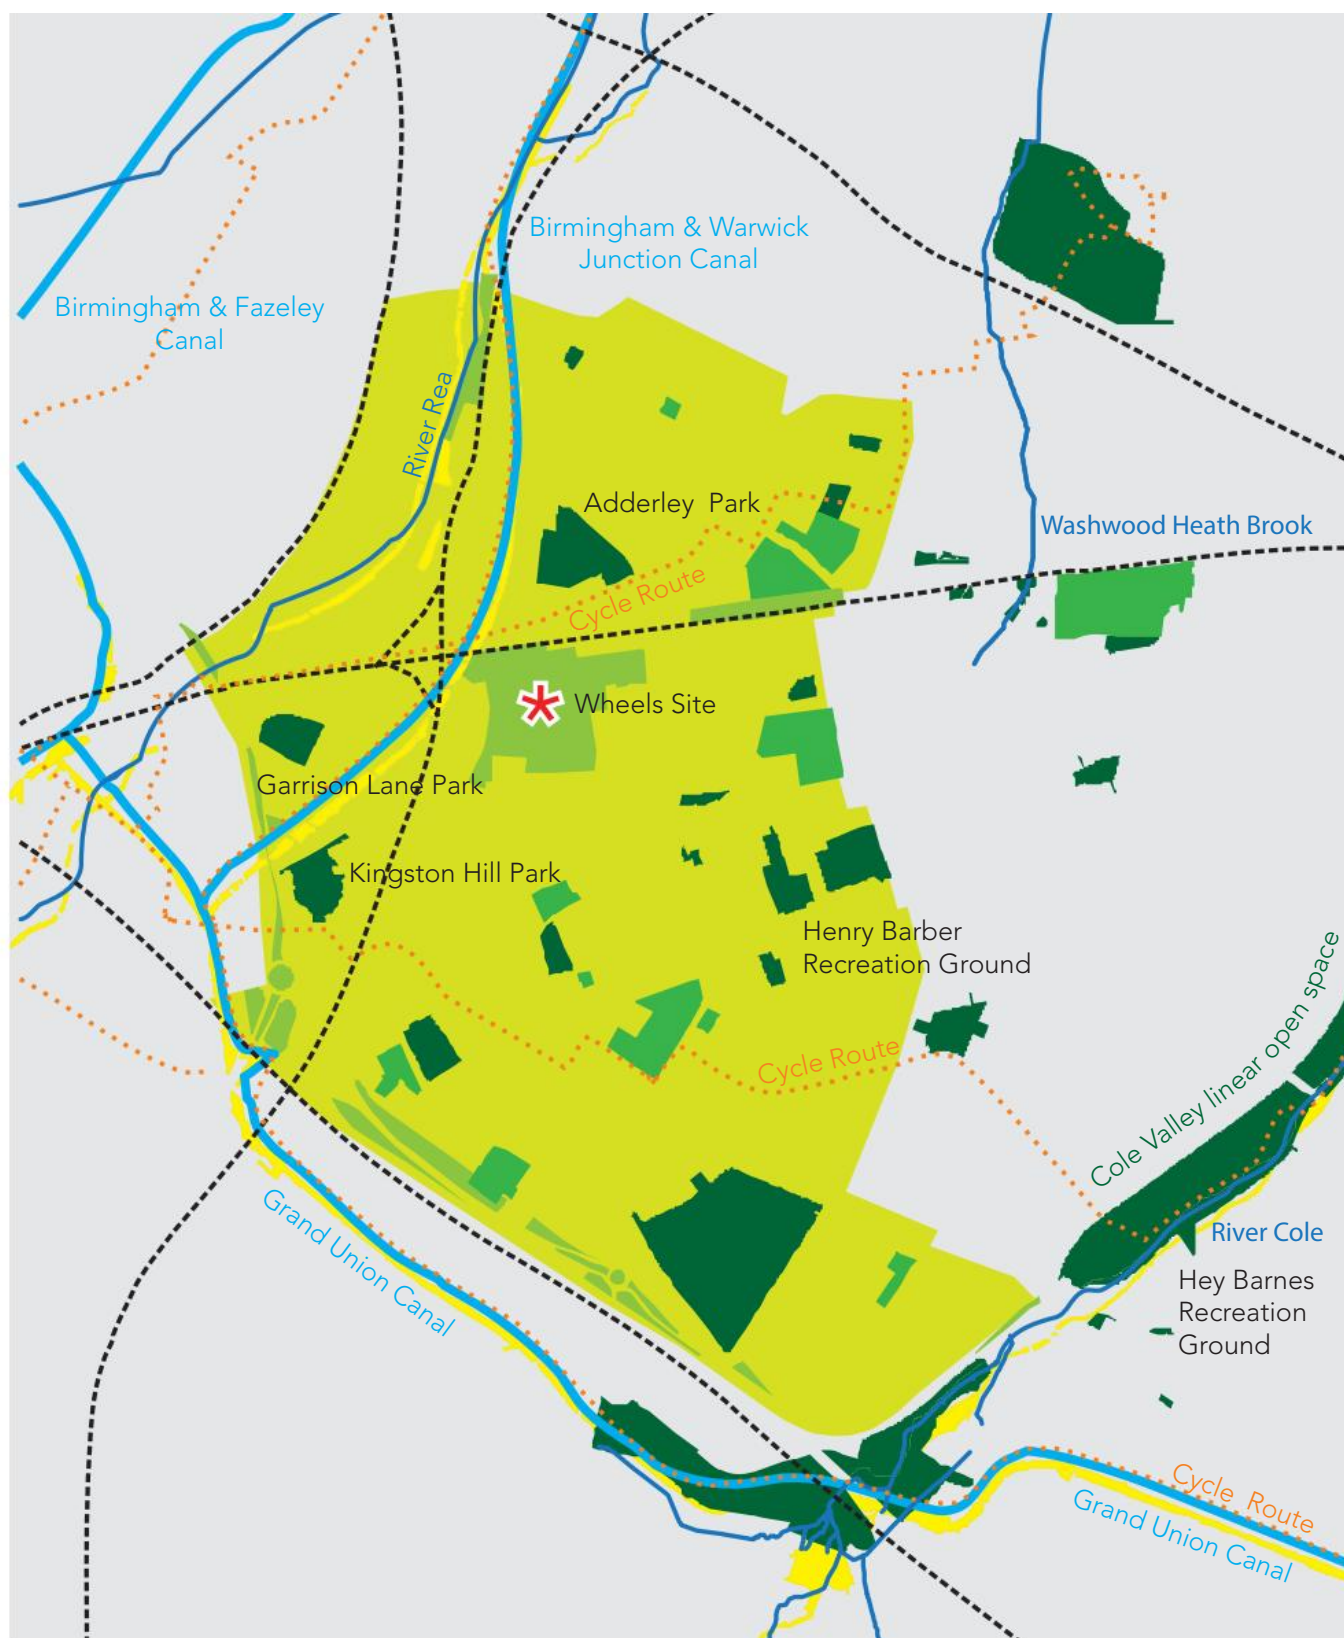 Birmingham & Warwick
Junction Canal
Birmingham & Fazeley
Canal
River Rea
Adderley Park
Washwood Heath Brook
Cycle Route
Wheels Site
Garrison Lane Park
Kingston Hill Park
Henry Barber
Recreation Ground
Cole Valley linear open space
Cycle Route
River Cole
Grand Union Canal
Hey Barnes
Recreation
Ground
Cycle Route
Grand Union Canal